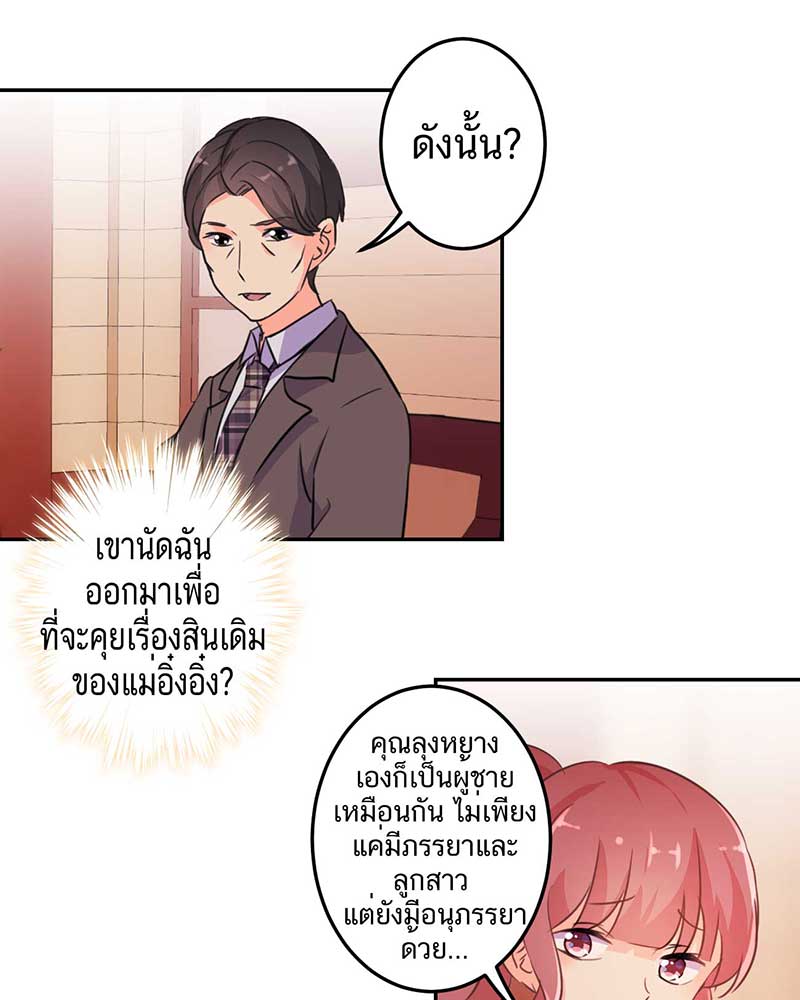 ดังนั้น?
เขานัดฉัน
ออกมาเพื่อ
ที่จะคุยเรื่องสินเดิม
ของแม่อิ๋งอิ๋ง?
คุณลุงหยาง
เองก็เป็นผู้ชาย
เหมือนกัน ไม่เพียง
แค่มีภรรยาและ
ลูกสาว
แต่ยังมีอนุภรรยา
ด้วย...